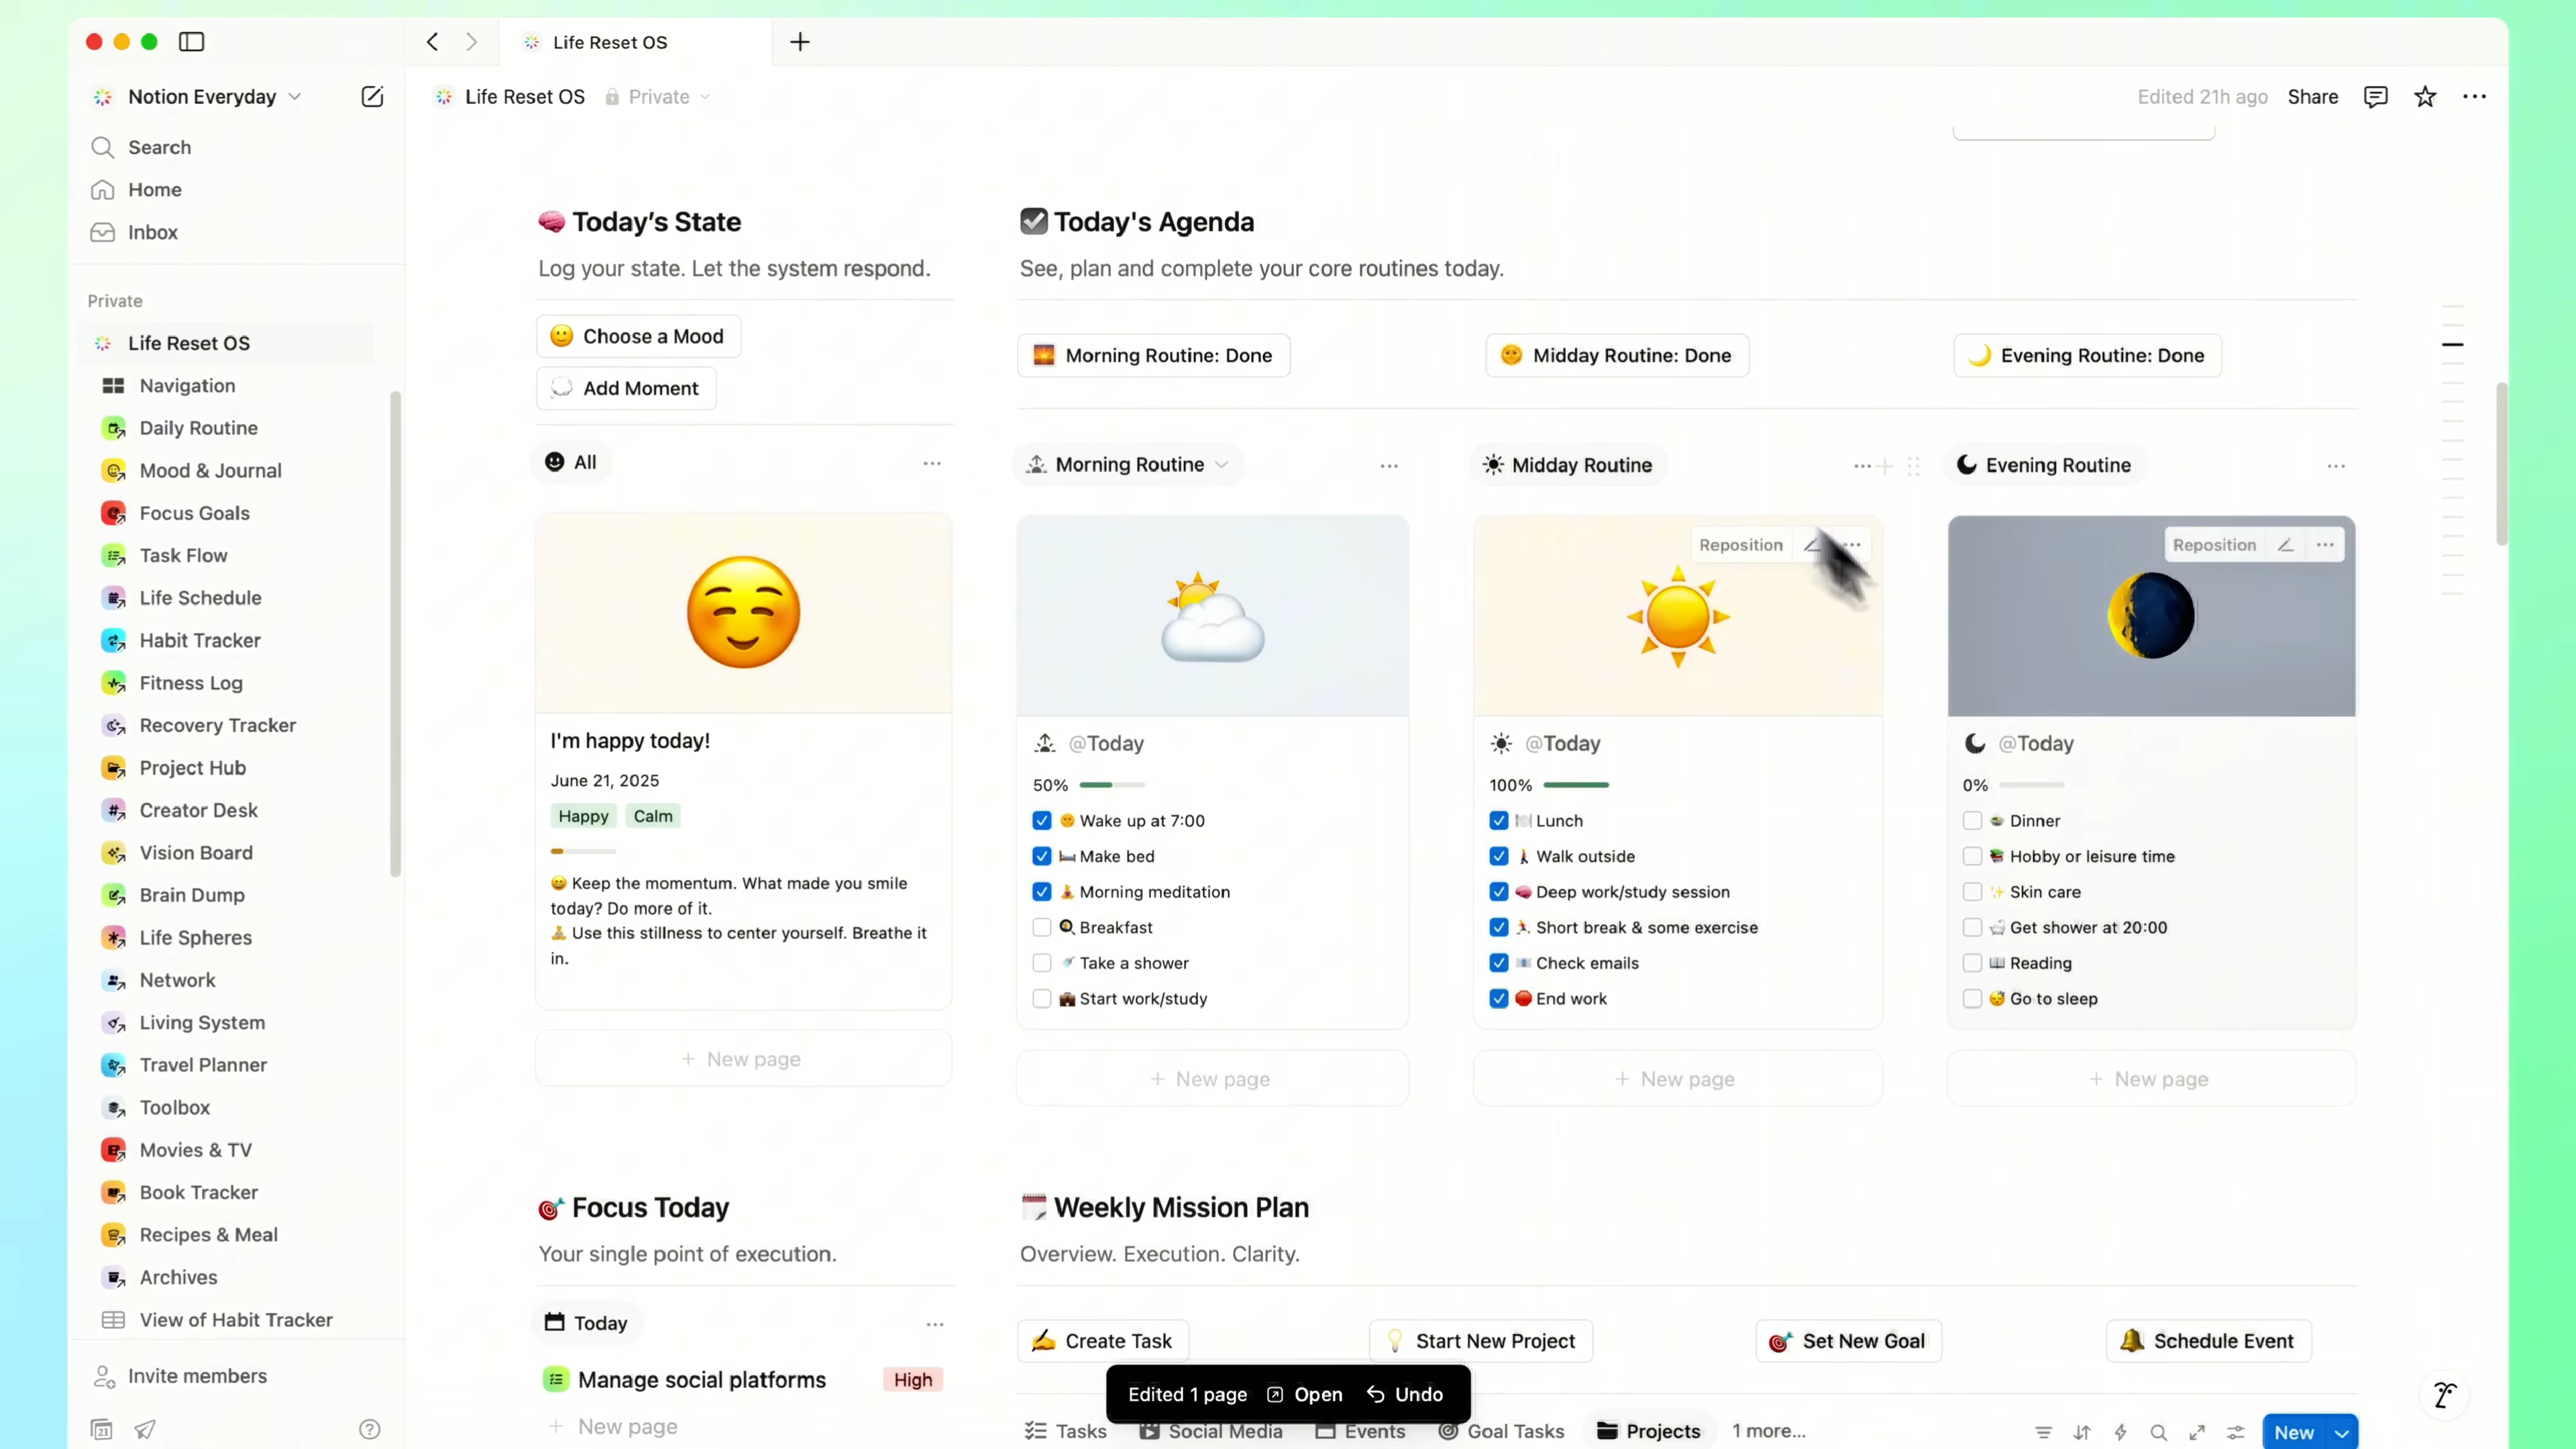 Life Reset OS
Notion Everyday
Life Reset OS Private
Edited 21h ago Share
Search
Home
Inbox
Private
Life Reset OS
Navigation
Daily Routine
Mood & Journal
Focus Goals
Task Flow
Life Schedule
Habit Tracker
Fitness Log
Recovery Tracker
Project Hub
Creator Desk
Vision Board
Brain Dump
Life Spheres
Network
Living System
Travel Planner
Toolbox
Movies & TV
Book Tracker
Recipes & Meal
Archives
View of Habit Tracker
Invite members
21
Today’s State
Log your state. Let the system respond.
Choose a Mood
Add Moment
All
I'm happy today!
June 21, 2025
Happy Calm
Keep the momentum. What made you smile
today? Do more of it.
Use this stillness to center yourself. Breathe it
in.
+ New page
Today's Agenda
See, plan and complete your core routines today.
Morning Routine: Done
Midday Routine: Done
Evening Routine: Done
Morning Routine
@Today
50%
Wake up at 7:00
Make bed
Morning meditation
Breakfast
Take a shower
Start work/study
+ New page
Midday Routine
Reposition
@Today
100%
Lunch
Walk outside
Deep work/study session
Short break & some exercise
Check emails
End work
+ New page
Evening Routine
Reposition
@Today
0%
Dinner
Hobby or leisure time
Skin care
Get shower at 20:00
Reading
Go to sleep
+ New page
Focus Today
Your single point of execution.
Today
Manage social platforms High
+ New page
Weekly Mission Plan
Overview. Execution. Clarity.
Create Task
Start New Project
Set New Goal
Schedule Event
Edited 1 page Open Undo
Tasks Social Media Events Goal Tasks Projects 1 more...
New